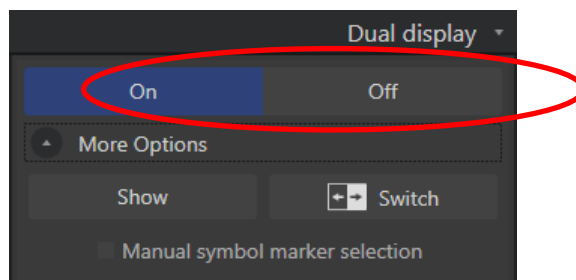 Dual display
On Off
More Options
Show Switch
Manual symbol marker selection